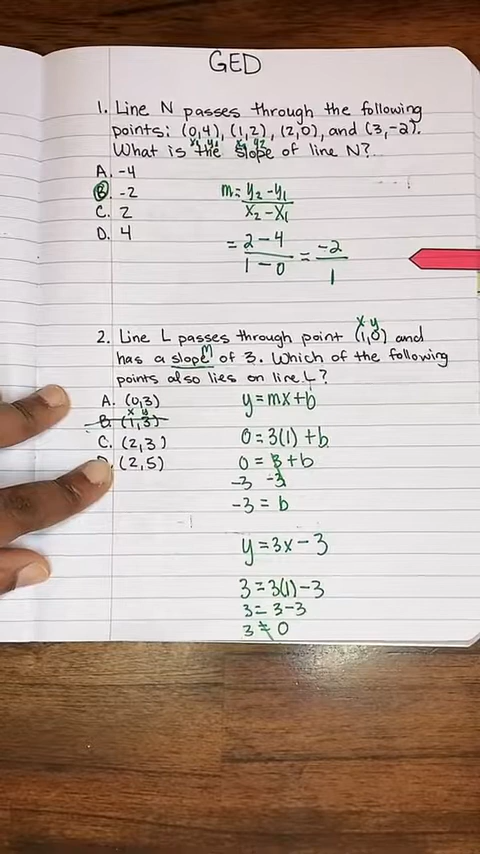 GED
1. Line N passes through the following
points: (0,4), (1,2), (2,0), and (3,-2).
x₁ y₁ x₂ y₂
What is the slope of line N?
A. -4
B. -2
C. 2
D. 4
m = y₂ - y₁
x₂ - x₁
= 2 - 4 = -2
1 - 0 1
x y
2. Line L passes through point (1,0) and
m
has a slope of 3. Which of the following
points also lies on line L?
A. (0,3)
x y
B. (1,3)
C. (2,3)
D. (2,5)
y = mx + b
0 = 3(1) + b
0 = 3 + b
-3 -3
-3 = b
y = 3x - 3
3 = 3(1) - 3
3 = 3 - 3
3 ≠ 0